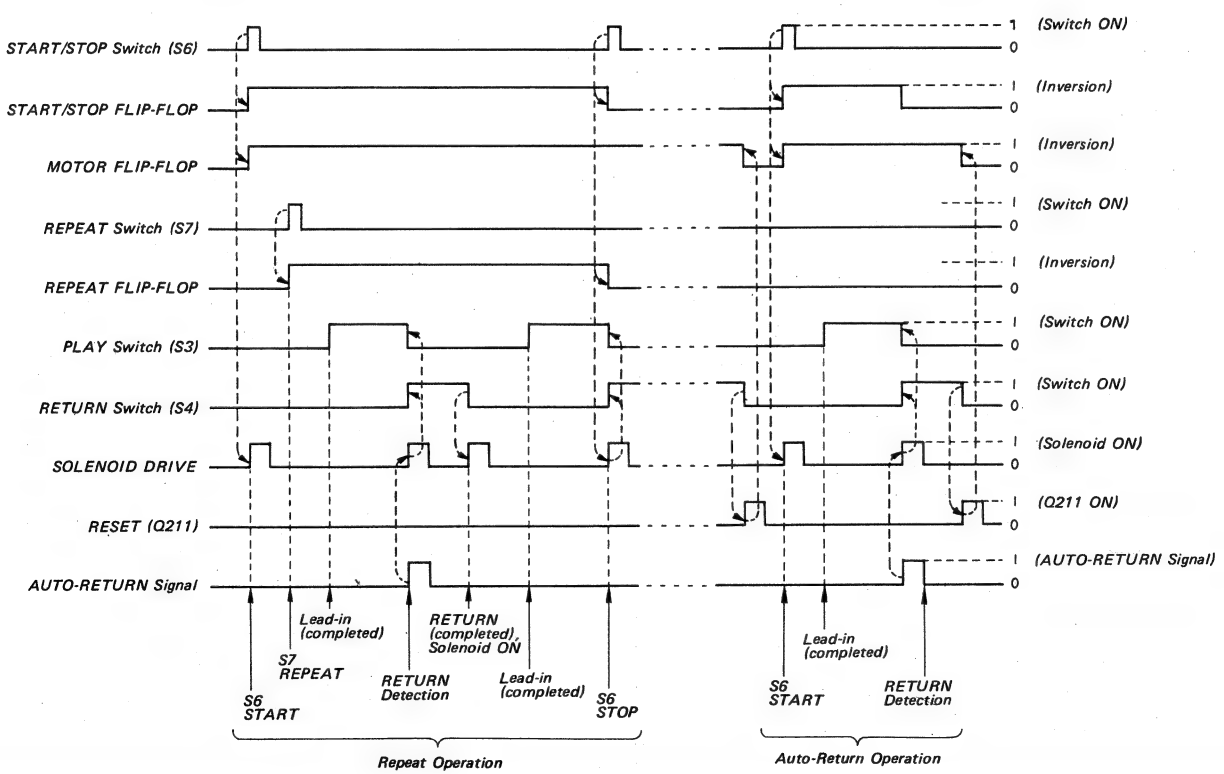 START/STOP Switch (S6)
1 (Switch ON)
0
START/STOP FLIP-FLOP
1 (Inversion)
0
MOTOR FLIP-FLOP
1 (Inversion)
0
REPEAT Switch (S7)
1 (Switch ON)
0
REPEAT FLIP-FLOP
1 (Inversion)
0
PLAY Switch (S3)
1 (Switch ON)
0
RETURN Switch (S4)
1 (Switch ON)
0
SOLENOID DRIVE
1 (Solenoid ON)
0
RESET (Q211)
1 (Q211 ON)
0
AUTO-RETURN Signal
1 (AUTO-RETURN Signal)
0
S6
START
S7
REPEAT
Lead-in
(completed)
RETURN
Detection
RETURN
(completed),
Solenoid ON
Lead-in
(completed)
S6
STOP
S6
START
Lead-in
(completed)
RETURN
Detection
Repeat Operation
Auto-Return Operation